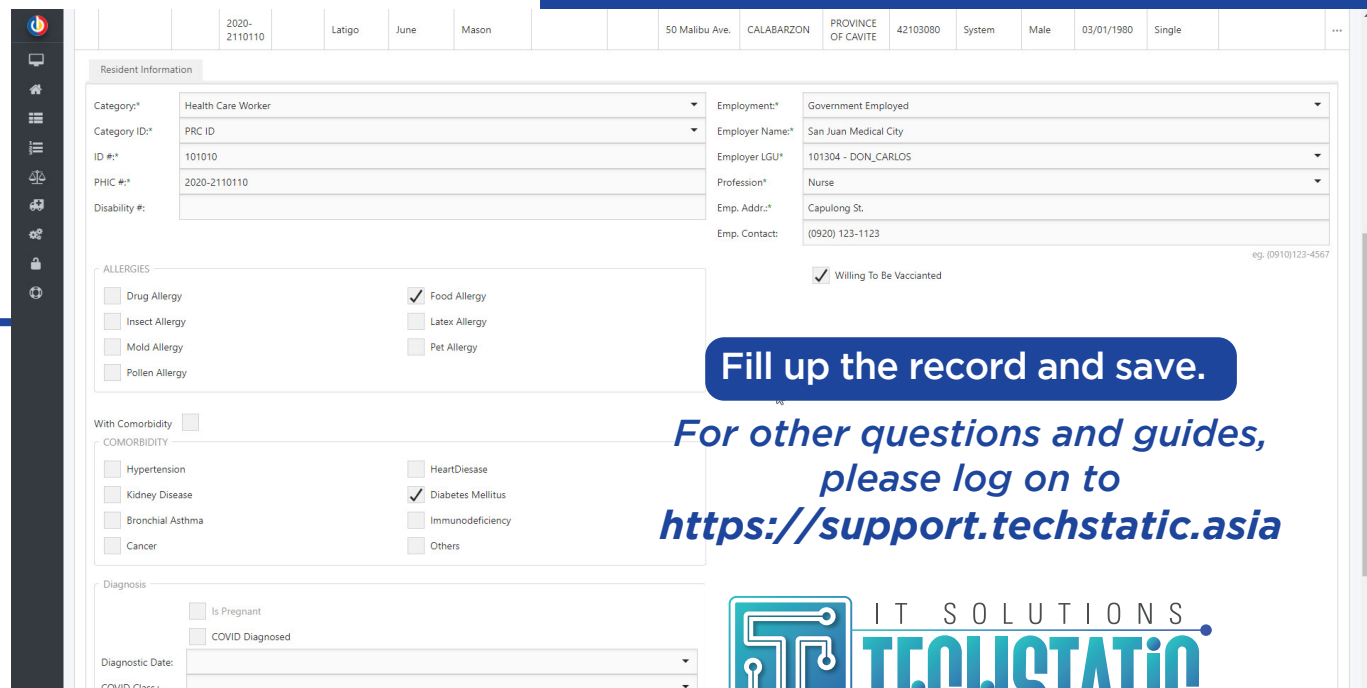 2020-
2110110 Latigo June Mason 50 Malibu Ave. CALABARZON PROVINCE OF CAVITE 42103080 System Male 03/01/1980 Single ...
Resident Information
Category:* Health Care Worker Employment:* Government Employed
Category ID:* PRC ID Employer Name:* San Juan Medical City
ID #:* 101010 Employer LGU* 101304 - DON_CARLOS
PHIC #:* 2020-2110110 Profession* Nurse
Disability #: Emp. Addr.:* Capulong St.
Emp. Contact: (0920) 123-1123
eg. (0910)123-4567
ALLERGIES Willing To Be Vaccianted
Drug Allergy Food Allergy
Insect Allergy Latex Allergy
Mold Allergy Pet Allergy
Pollen Allergy
Fill up the record and save.
With Comorbidity
For other questions and guides,
please log on to
https://support.techstatic.asia
COMORBIDITY
Hypertension HeartDiesase
Kidney Disease Diabetes Mellitus
Bronchial Asthma Immunodeficiency
Cancer Others
Diagnosis
Is Pregnant
COVID Diagnosed
Diagnostic Date:
COVID Class.:
IT SOLUTIONS
TECHSTATiC